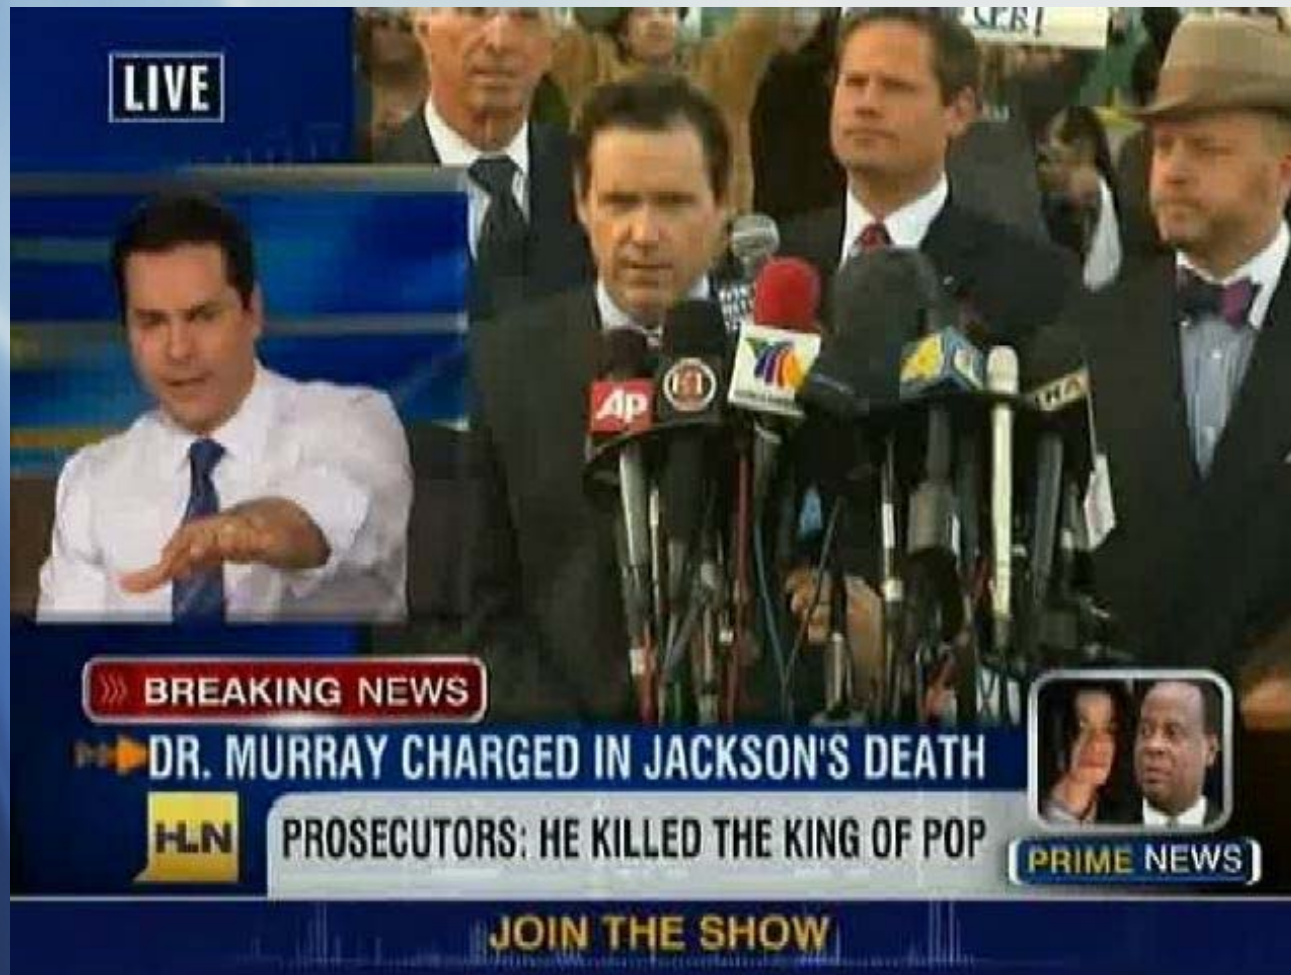 LIVE
AP
BREAKING NEWS
DR. MURRAY CHARGED IN JACKSON'S DEATH
HLN
PROSECUTORS: HE KILLED THE KING OF POP
PRIME NEWS
JOIN THE SHOW